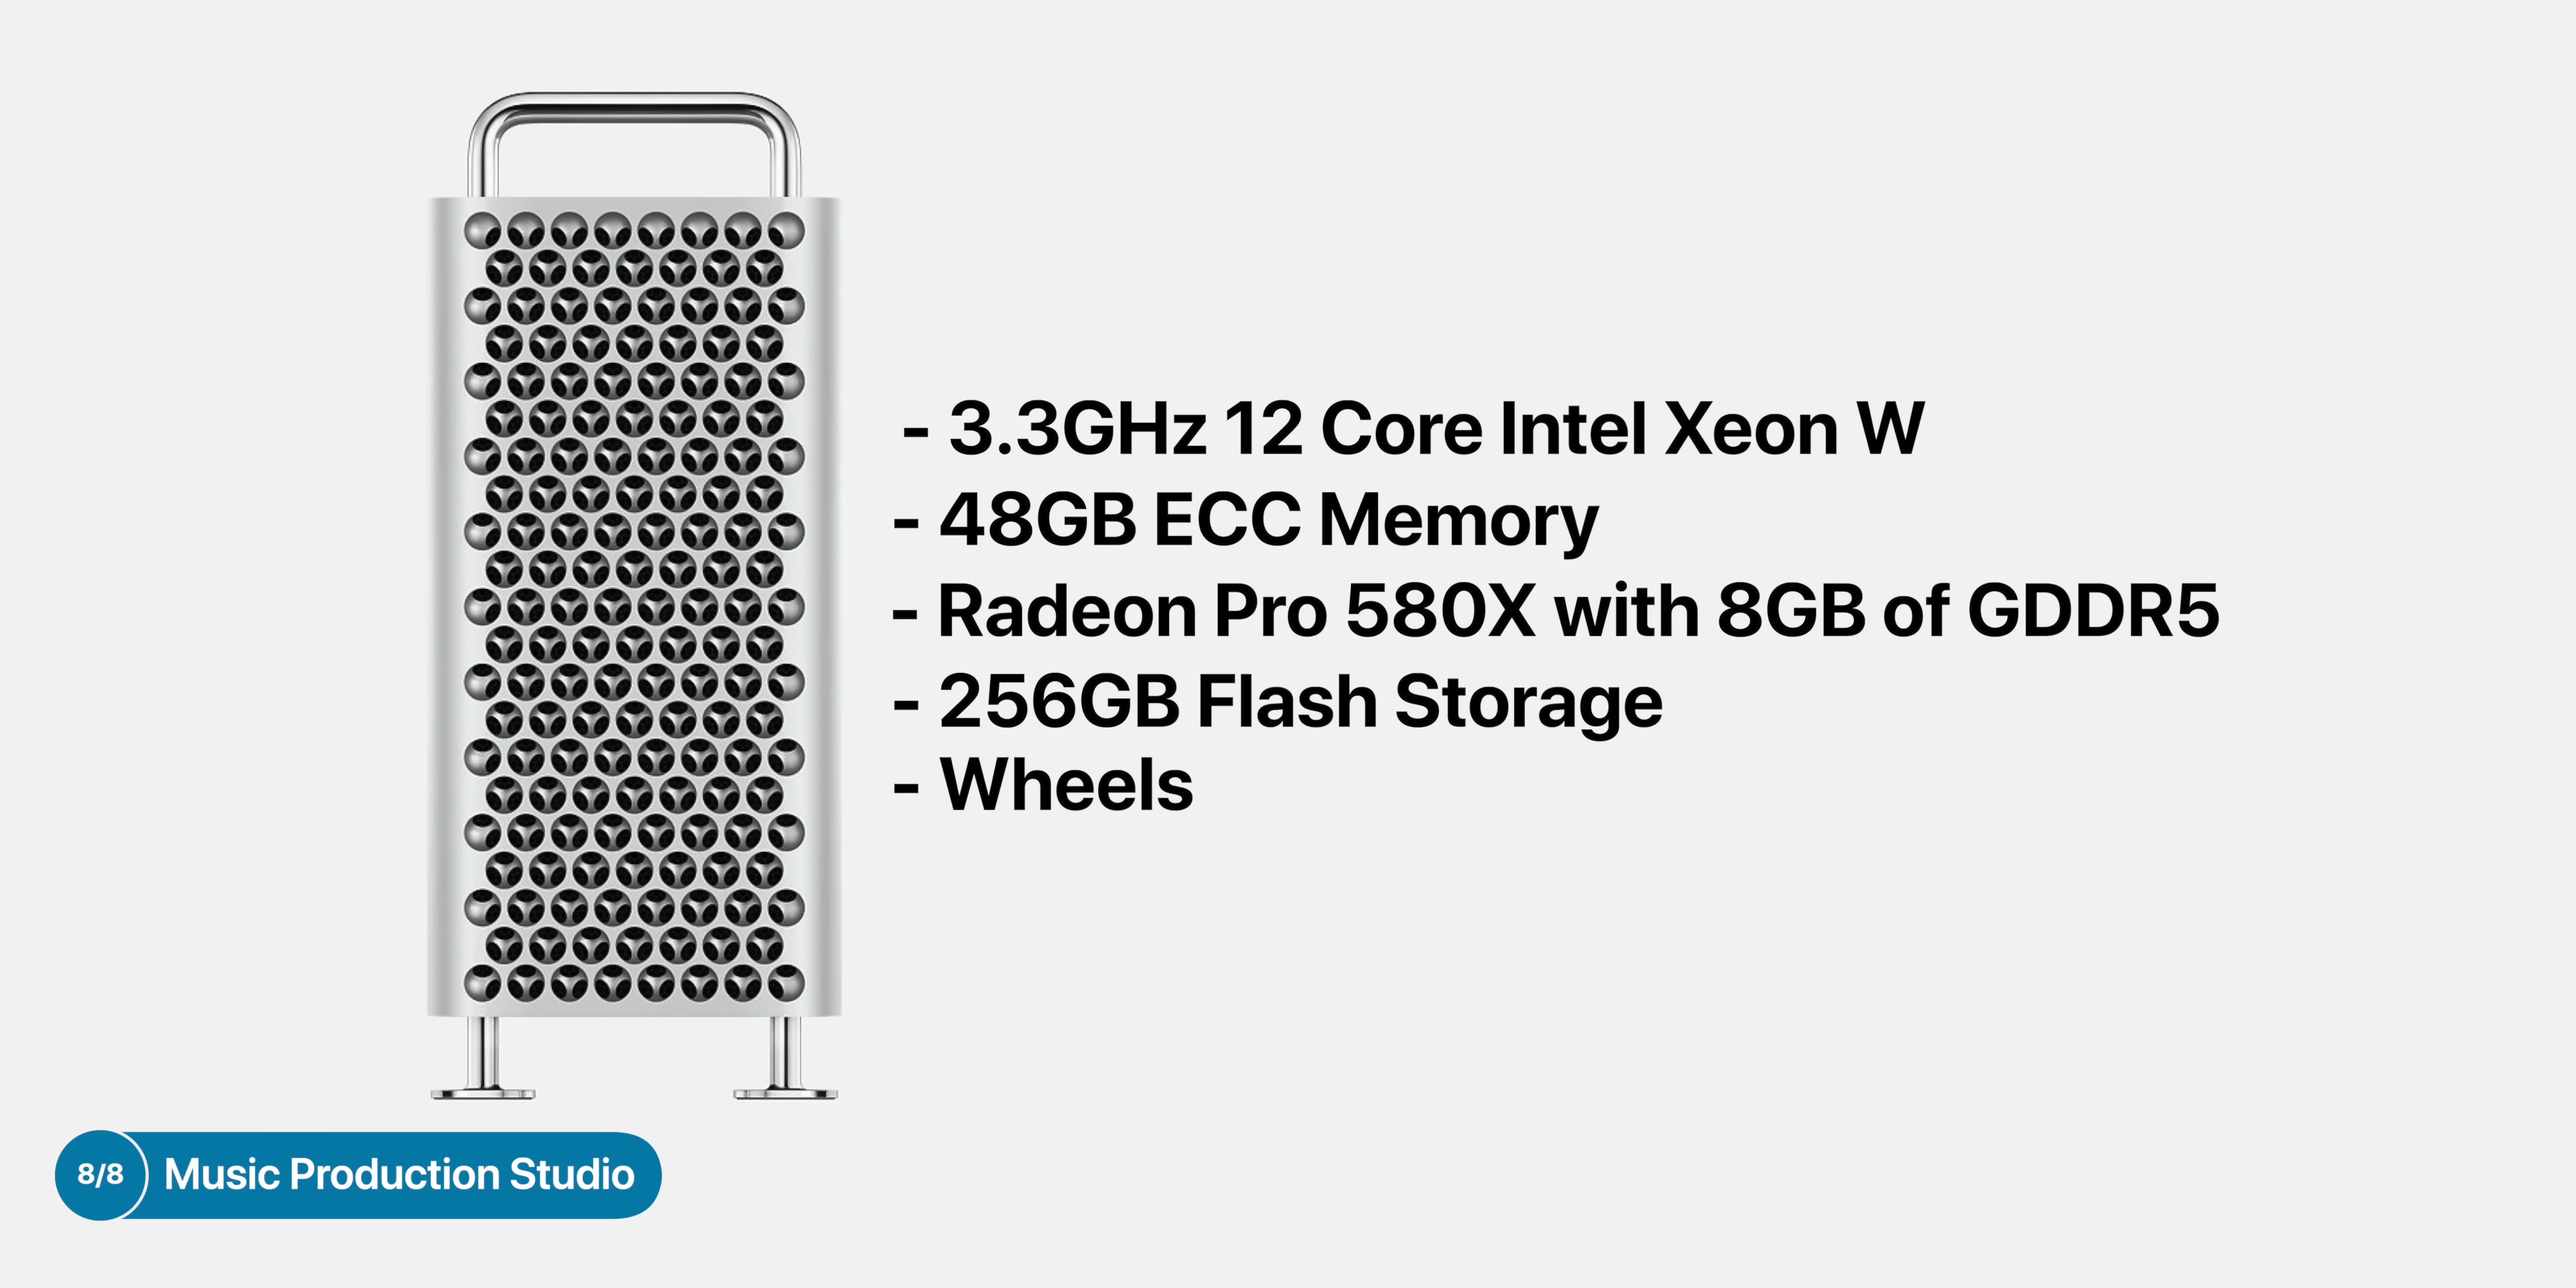 - 3.3GHz 12 Core Intel Xeon W
- 48GB ECC Memory
- Radeon Pro 580X with 8GB of GDDR5
- 256GB Flash Storage
- Wheels
8/8 Music Production Studio